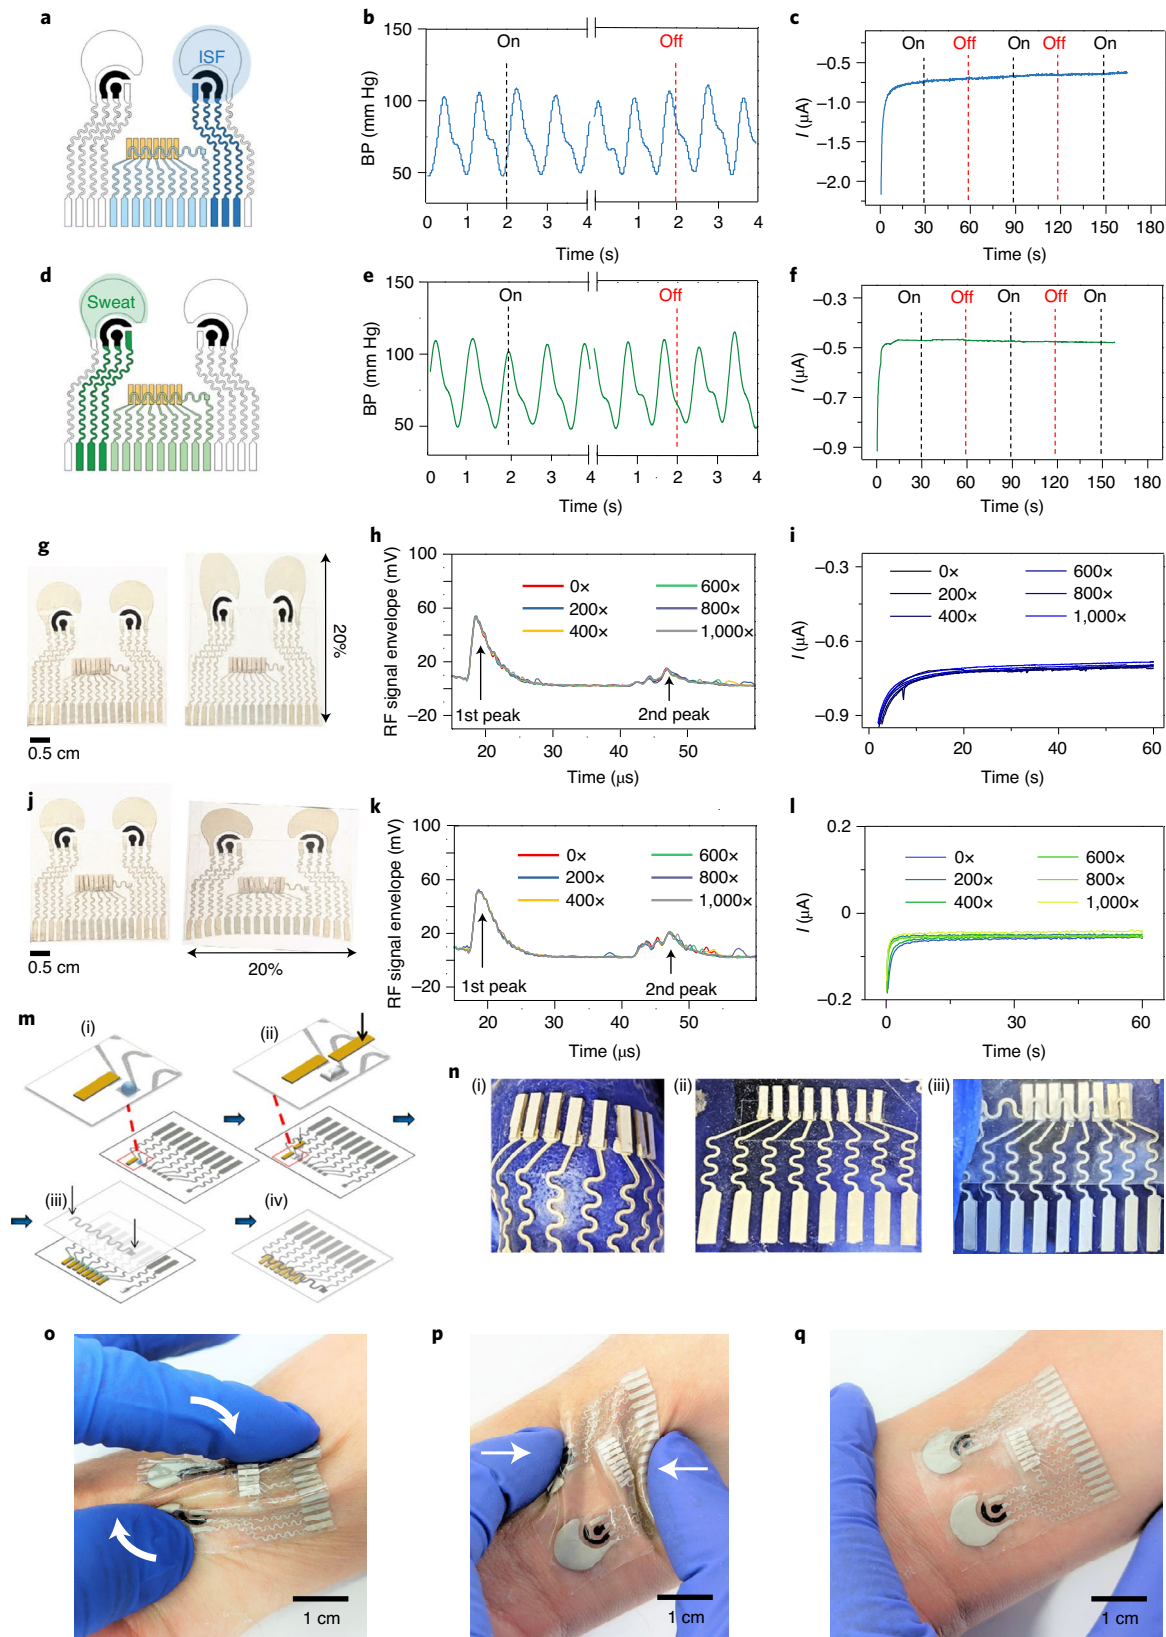 a
ISF
b
150
100
50
BP (mm Hg)
On
Off
0 1 2 3 4 1 2 3 4
Time (s)
c
On Off On Off On
−0.5
−1.0
−2.0
I (μA)
0 30 60 90 120 150 180
Time (s)
d
Sweat
e
150
100
50
BP (mm Hg)
On
Off
0 1 2 3 1 2 3 4
Time (s)
f
−0.3
−0.5
−0.7
−0.9
I (μA)
On Off On Off On
0 30 60 90 120 150 180
Time (s)
g
20%
0.5 cm
h
100
60
20
−20
RF signal envelope (mV)
0× 600×
200× 800×
400× 1,000×
1st peak
2nd peak
20 30 40 50
Time (μs)
i
−0.3
−0.6
−0.9
I (μA)
0× 600×
200× 800×
400× 1,000×
0 20 40 60
Time (s)
j
0.5 cm
20%
k
100
60
20
−20
RF signal envelope (mV)
0× 600×
200× 800×
400× 1,000×
1st peak
2nd peak
20 30 40 50
Time (μs)
l
0.2
0
−0.2
I (μA)
0× 600×
200× 800×
400× 1,000×
0 30 60
Time (s)
m
(i)
(ii)
(iii)
(iv)
n
(i)
(ii)
(iii)
o
1 cm
p
1 cm
q
1 cm